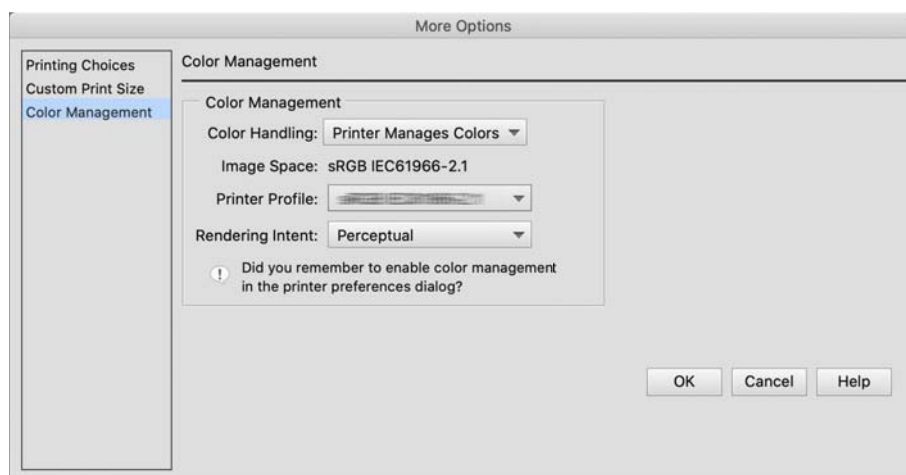 More Options
Printing Choices
Custom Print Size
Color Management
Color Management
Color Management
Color Handling: Printer Manages Colors
Image Space: sRGB IEC61966-2.1
Printer Profile:
Rendering Intent: Perceptual
! Did you remember to enable color management
in the printer preferences dialog?
OK Cancel Help